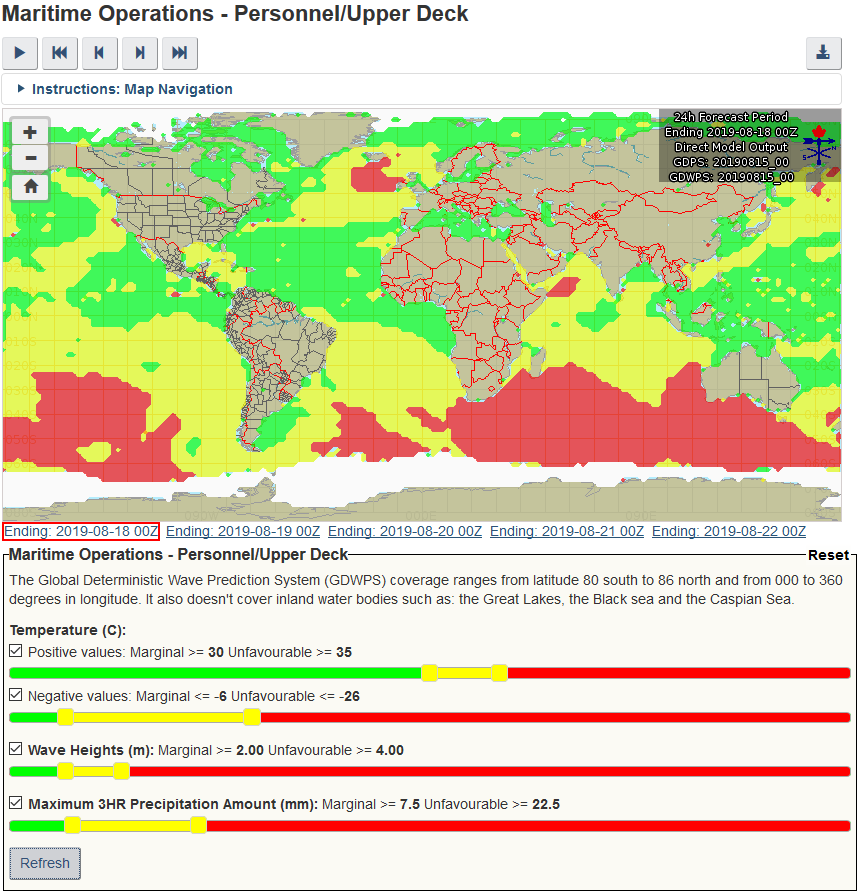 Maritime Operations - Personnel/Upper Deck
Instructions: Map Navigation
24h Forecast Period
Ending 2019-08-18 00Z
Direct Model Output
GDPS: 20190815_00
GDWPS: 20190815_00
N
S
+
−
Ending: 2019-08-18 00Z Ending: 2019-08-19 00Z Ending: 2019-08-20 00Z Ending: 2019-08-21 00Z Ending: 2019-08-22 00Z
Maritime Operations - Personnel/Upper Deck Reset
The Global Deterministic Wave Prediction System (GDWPS) coverage ranges from latitude 80 south to 86 north and from 000 to 360
degrees in longitude. It also doesn't cover inland water bodies such as: the Great Lakes, the Black sea and the Caspian Sea.
Temperature (C):
Positive values: Marginal >= 30 Unfavourable >= 35
Negative values: Marginal <= -6 Unfavourable <= -26
Wave Heights (m): Marginal >= 2.00 Unfavourable >= 4.00
Maximum 3HR Precipitation Amount (mm): Marginal >= 7.5 Unfavourable >= 22.5
Refresh